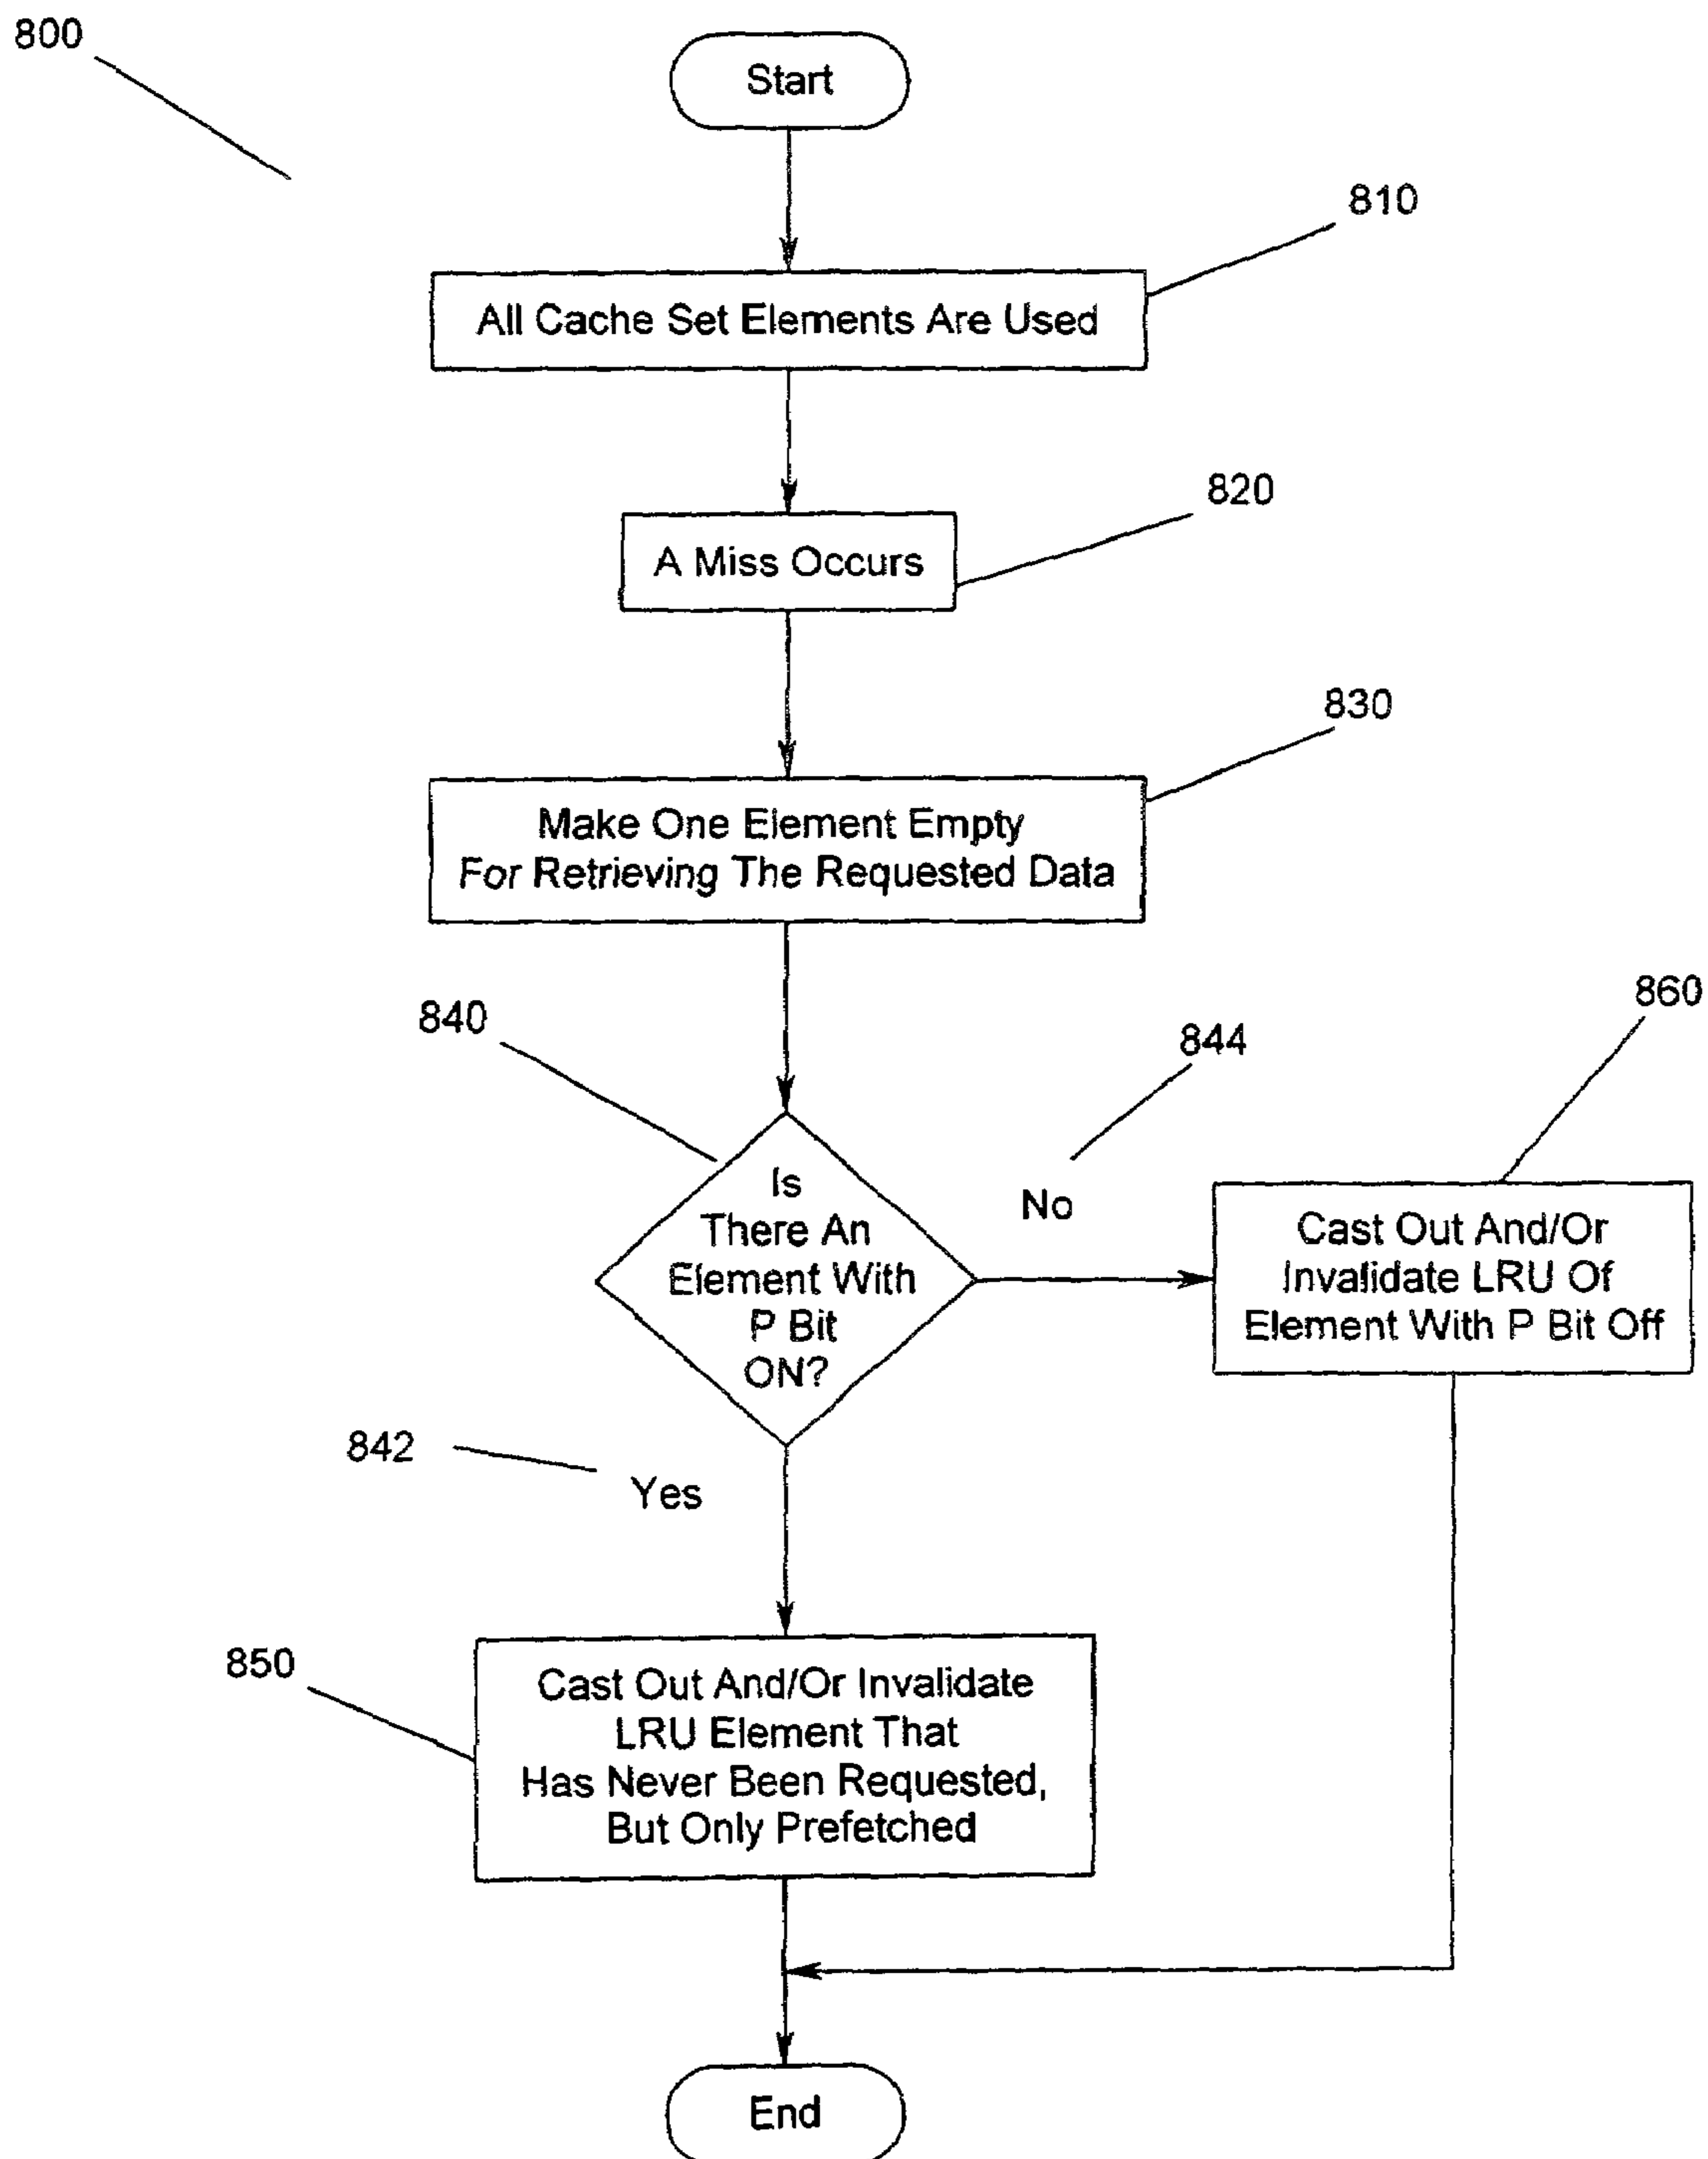 800
Start
810
All Cache Set Elements Are Used
820
A Miss Occurs
830
Make One Element Empty
For Retrieving The Requested Data
840
844
860
Is
There An
Element With
P Bit
ON?
No
Cast Out And/Or
Invalidate LRU Of
Element With P Bit Off
842
Yes
850
Cast Out And/Or Invalidate
LRU Element That
Has Never Been Requested,
But Only Prefetched
End